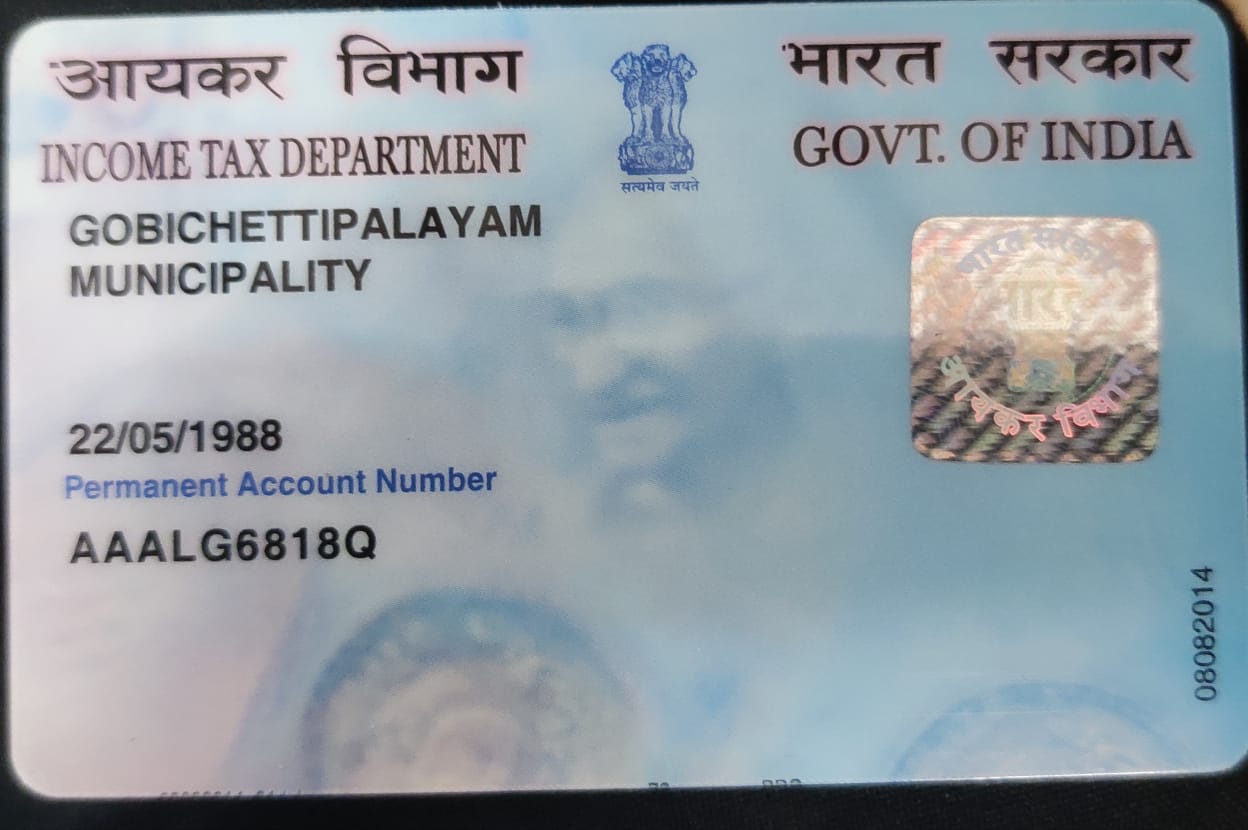 आयकर विभाग
INCOME TAX DEPARTMENT
सत्यमेव जयते
भारत सरकार
GOVT. OF INDIA
GOBICHETTIPALAYAM
MUNICIPALITY
भारत सरकार
भारत
आयकर विभाग
22/05/1988
Permanent Account Number
AAALG6818Q
08082014